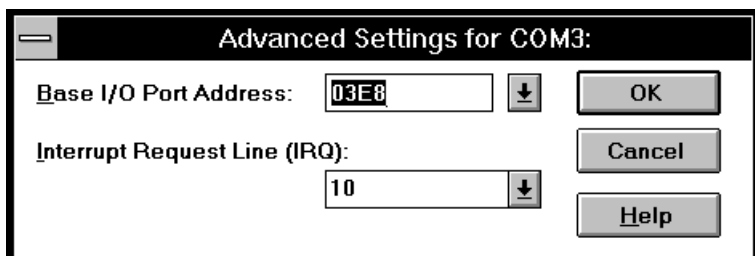 Advanced Settings for COM3:
Base I/O Port Address: 03E8 OK
Interrupt Request Line (IRQ): Cancel
10
Help